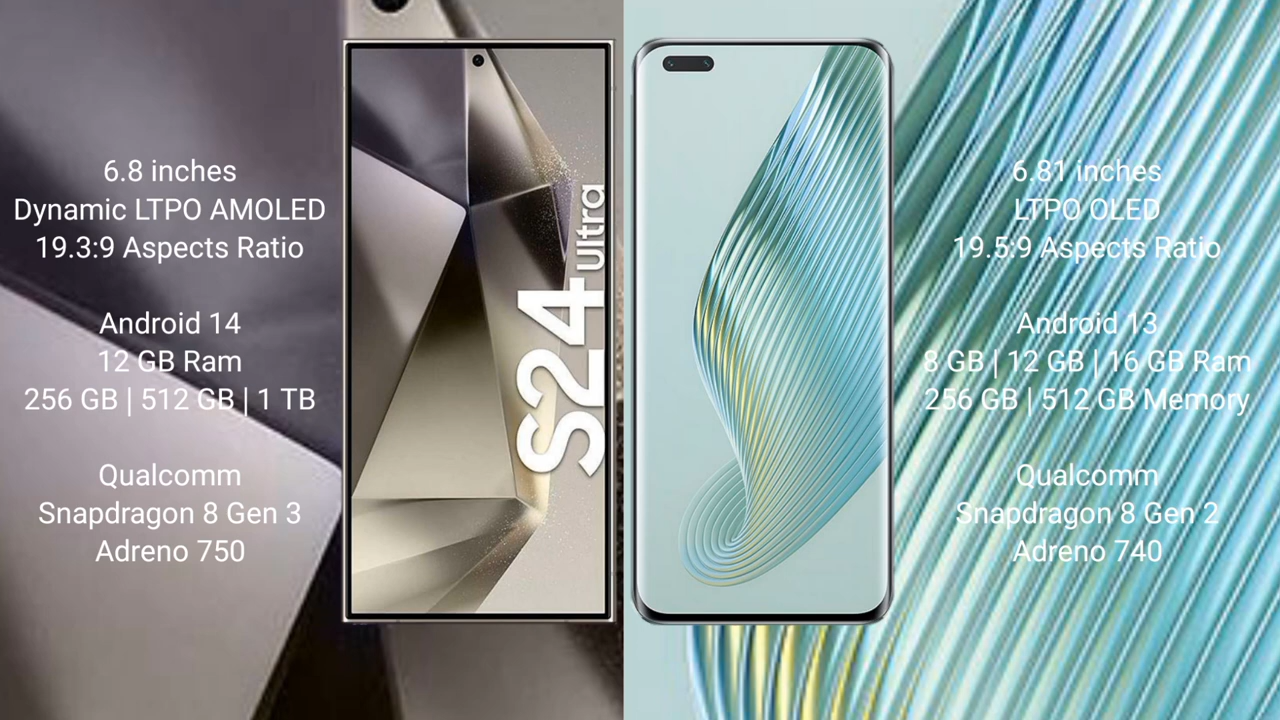 6.8 inches
Dynamic LTPO AMOLED
19.3:9 Aspects Ratio
Android 14
12 GB Ram
256 GB | 512 GB | 1 TB
Qualcomm
Snapdragon 8 Gen 3
Adreno 750
S24 ultra
6.81 inches
LTPO OLED
19.5:9 Aspects Ratio
Android 13
8 GB | 12 GB | 16 GB Ram
256 GB | 512 GB Memory
Qualcomm
Snapdragon 8 Gen 2
Adreno 740